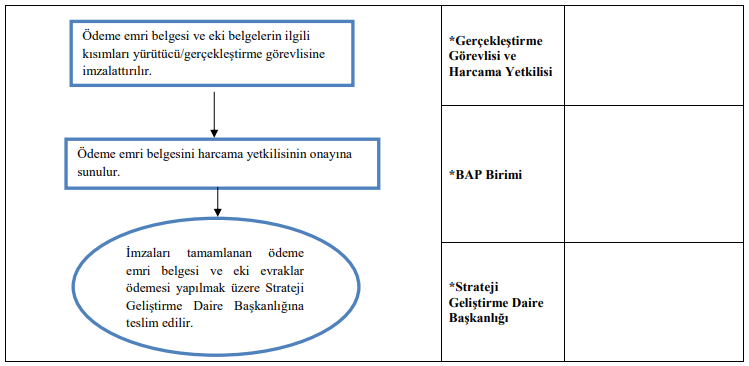 Ödeme emri belgesi ve eki belgelerin ilgili
kısımları yürütücü/gerçekleştirme görevlisine
imzalattırılır.
*Gerçekleştirme
Görevlisi ve
Harcama Yetkilisi
Ödeme emri belgesini harcama yetkilisinin onayına
sunulur.
*BAP Birimi
İmzaları tamamlanan ödeme
emri belgesi ve eki evraklar
ödemesi yapılmak üzere Strateji
Geliştirme Daire Başkanlığına
teslim edilir.
*Strateji
Geliştirme Daire
Başkanlığı